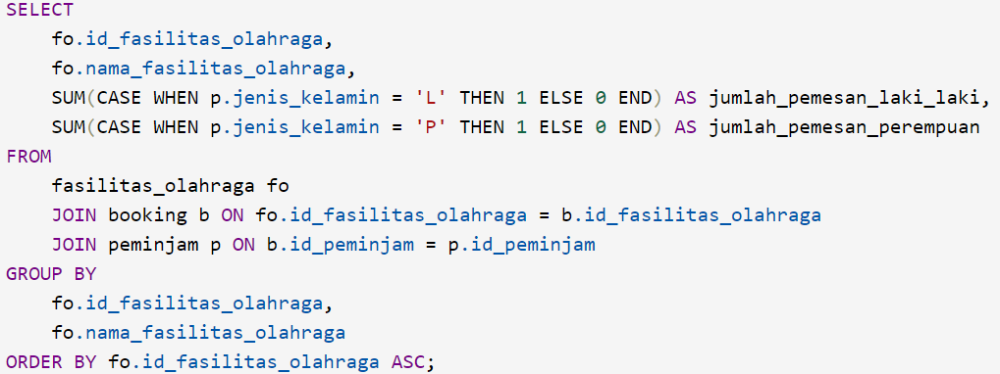 SELECT
    fo.id_fasilitas_olahraga,
    fo.nama_fasilitas_olahraga,
    SUM(CASE WHEN p.jenis_kelamin = 'L' THEN 1 ELSE 0 END) AS jumlah_pemesan_laki_laki,
    SUM(CASE WHEN p.jenis_kelamin = 'P' THEN 1 ELSE 0 END) AS jumlah_pemesan_perempuan
FROM
    fasilitas_olahraga fo
    JOIN booking b ON fo.id_fasilitas_olahraga = b.id_fasilitas_olahraga
    JOIN peminjam p ON b.id_peminjam = p.id_peminjam
GROUP BY
    fo.id_fasilitas_olahraga,
    fo.nama_fasilitas_olahraga
ORDER BY fo.id_fasilitas_olahraga ASC;